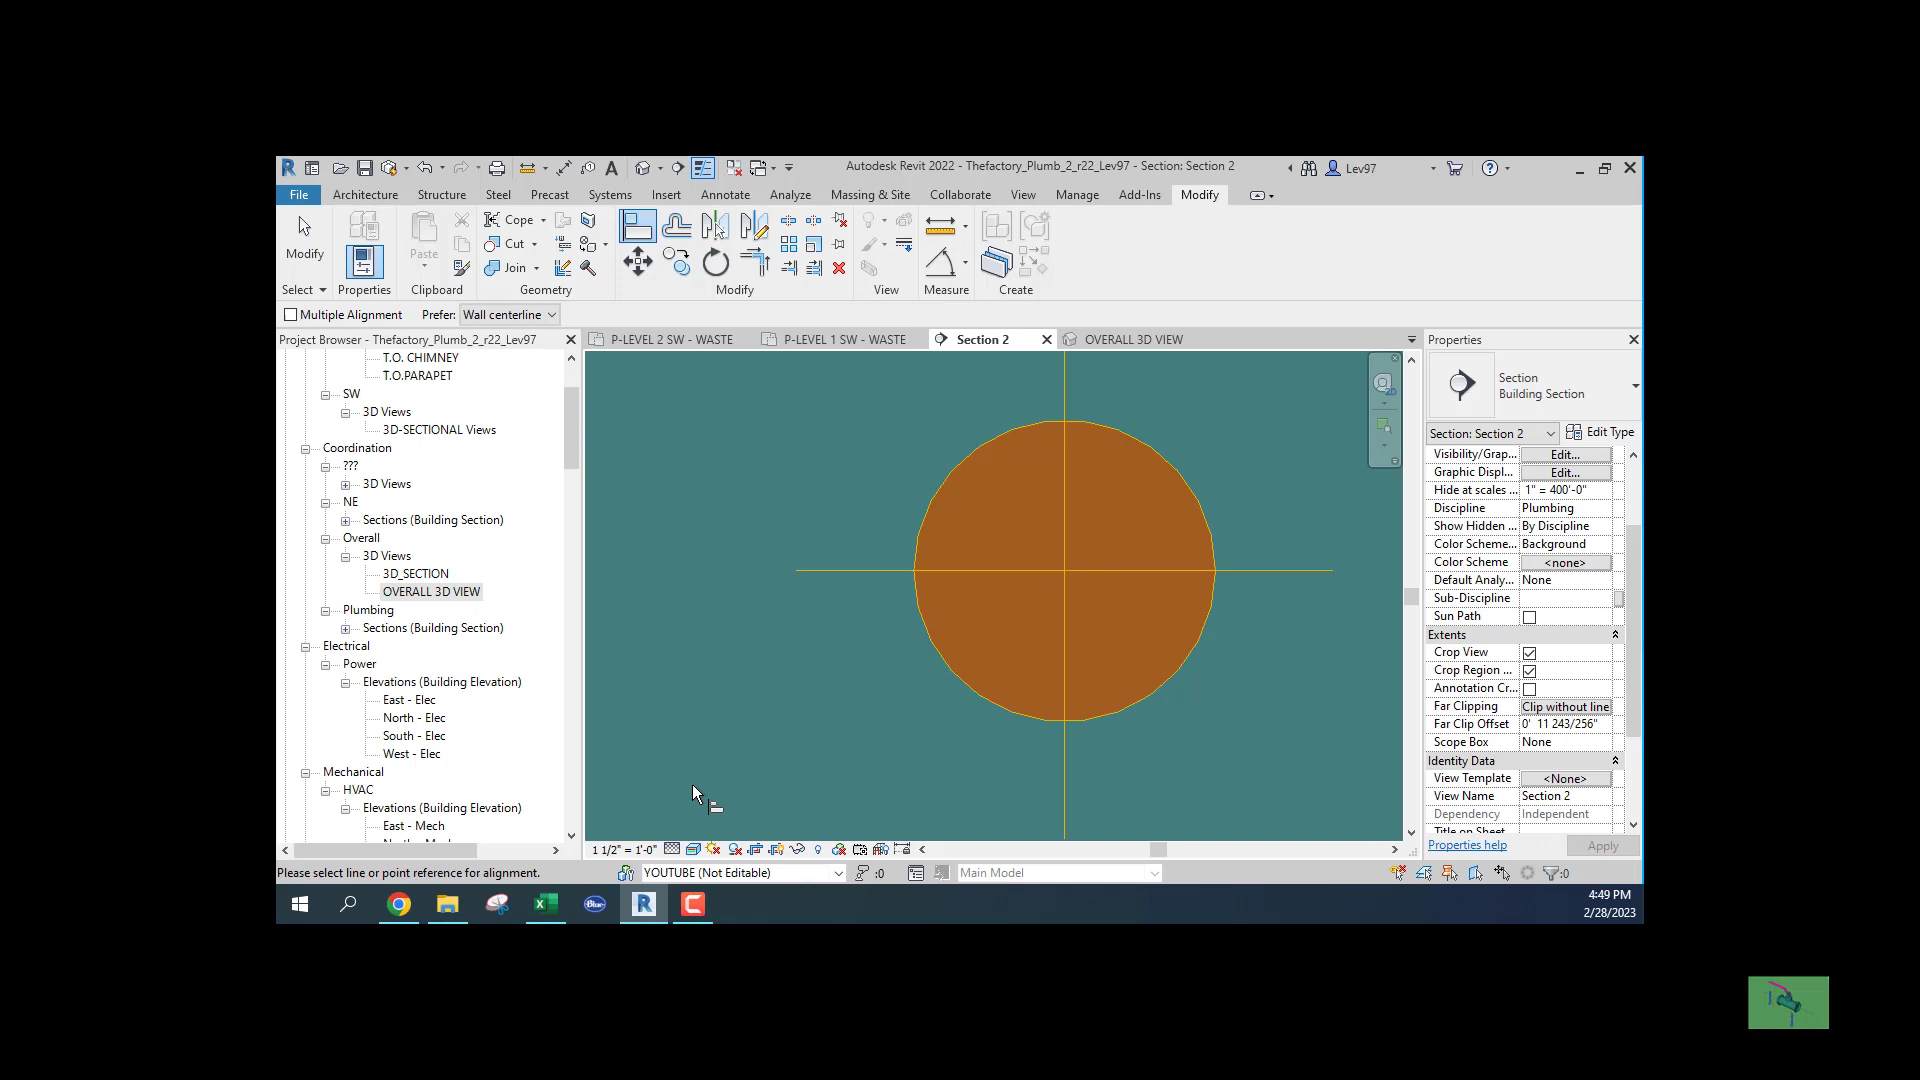 Autodesk Revit 2022 - Thefactory_Plumb_2_r22_Lev97 - Section: Section 2
Lev97
File Architecture Structure Steel Precast Systems Insert Annotate Analyze Massing & Site Collaborate View Manage Add-Ins Modify
Cope
Cut
Modify
Paste
Join
Select Properties Clipboard Geometry Modify View Measure Create
Multiple Alignment Prefer: Wall centerline
Project Browser - Thefactory_Plumb_2_r22_Lev97
P-LEVEL 2 SW - WASTE
P-LEVEL 1 SW - WASTE
Section 2
OVERALL 3D VIEW
Properties
T.O. CHIMNEY
T.O.PARAPET
SW
3D Views
3D-SECTIONAL Views
Coordination
???
3D Views
NE
Sections (Building Section)
Overall
3D Views
3D_SECTION
OVERALL 3D VIEW
Plumbing
Sections (Building Section)
Electrical
Power
Elevations (Building Elevation)
East - Elec
North - Elec
South - Elec
West - Elec
Mechanical
HVAC
Elevations (Building Elevation)
East - Mech
2D
Section
Building Section
Section: Section 2 Edit Type
Visibility/Grap... Edit...
Graphic Displ... Edit...
Hide at scales ... 1" = 400'-0"
Discipline Plumbing
Show Hidden ... By Discipline
Color Scheme... Background
Color Scheme <none>
Default Analy... None
Sub-Discipline
Sun Path
Extents
Crop View
Crop Region ...
Annotation Cr...
Far Clipping Clip without line
Far Clip Offset 0' 11 243/256"
Scope Box None
Identity Data
View Template <None>
View Name Section 2
Dependency Independent
Title on Sheet
Properties help Apply
1 1/2" = 1'-0"
Please select line or point reference for alignment.
YOUTUBE (Not Editable)
:0
Main Model
:0
Blue
4:49 PM
2/28/2023